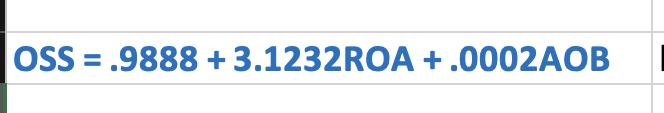 OSS = .9888 + 3.1232ROA + .0002AOB